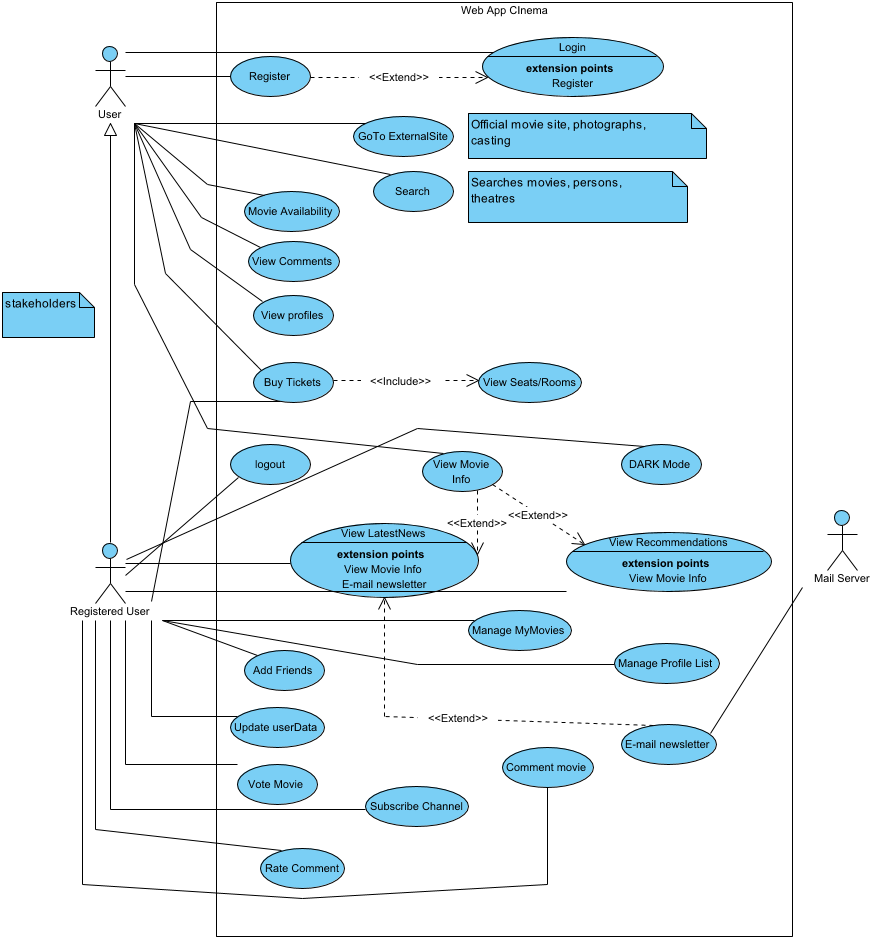 Web App CInema
Login
extension points
Register
Register
<<Extend>>
User
GoTo ExternalSite
Official movie site, photographs,
casting
Search
Searches movies, persons,
theatres
Movie Availability
View Comments
stakeholders
View profiles
Buy Tickets
<<Include>>
View Seats/Rooms
logout
View Movie
Info
DARK Mode
<<Extend>>
<<Extend>>
View LatestNews
extension points
View Movie Info
E-mail newsletter
View Recommendations
extension points
View Movie Info
Mail Server
Registered User
Manage MyMovies
Add Friends
Manage Profile List
Update userData
<<Extend>>
E-mail newsletter
Vote Movie
Comment movie
Subscribe Channel
Rate Comment